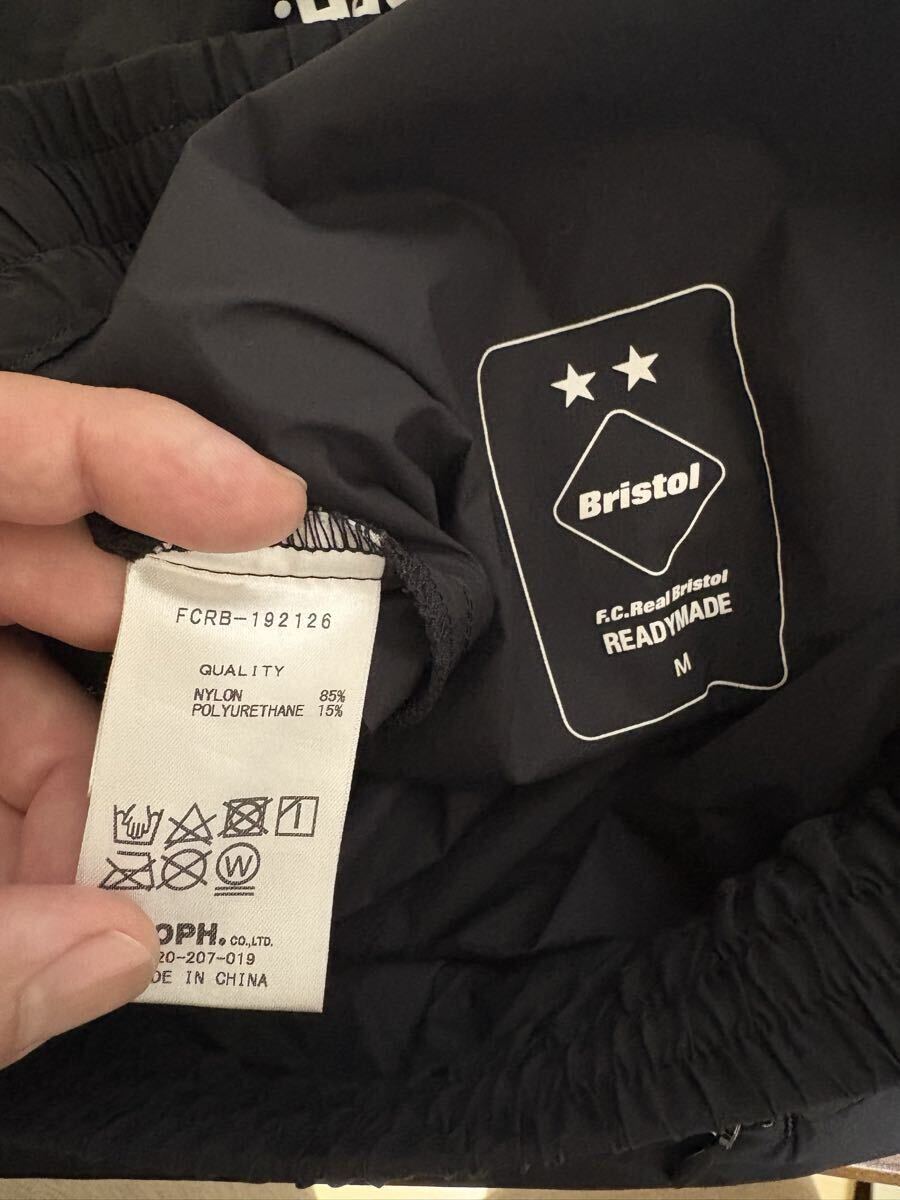 FCRB-192126
QUALITY
NYLON 85%
POLYURETHANE 15%
W
OPH. CO.,LTD.
20-207-019
DE IN CHINA
Bristol
F.C.Real Bristol
READYMADE
M